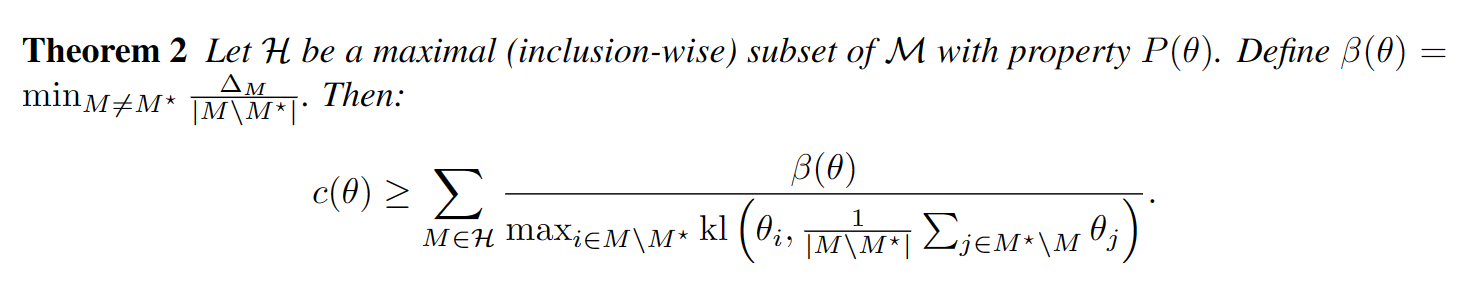 Theorem 2 Let ℋ be a maximal (inclusion-wise) subset of ℳ with property P(θ). Define β(θ) =
min_{M≠M⋆} Δ_M / |M\M⋆|. Then:
c(θ) ≥ ∑_{M∈ℋ} β(θ) / max_{i∈M\M⋆} kl (θ_i, 1/|M\M⋆| ∑_{j∈M⋆\M} θ_j).